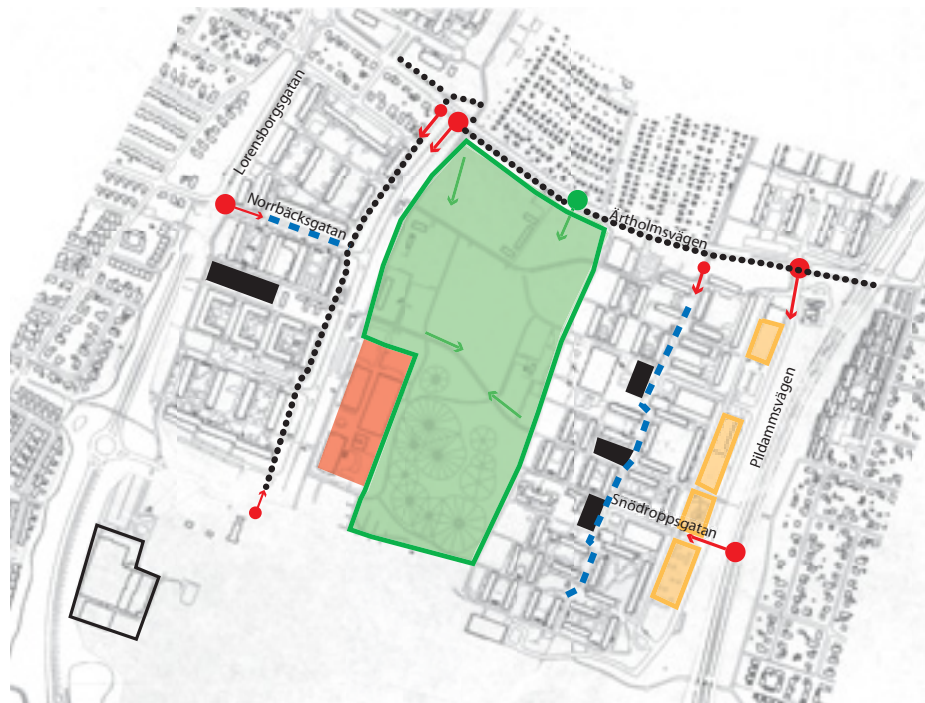 Lorensborgsgatan
Norrbäcksgatan
Ärtholmsvägen
Pildammsvägen
Snödroppsgatan